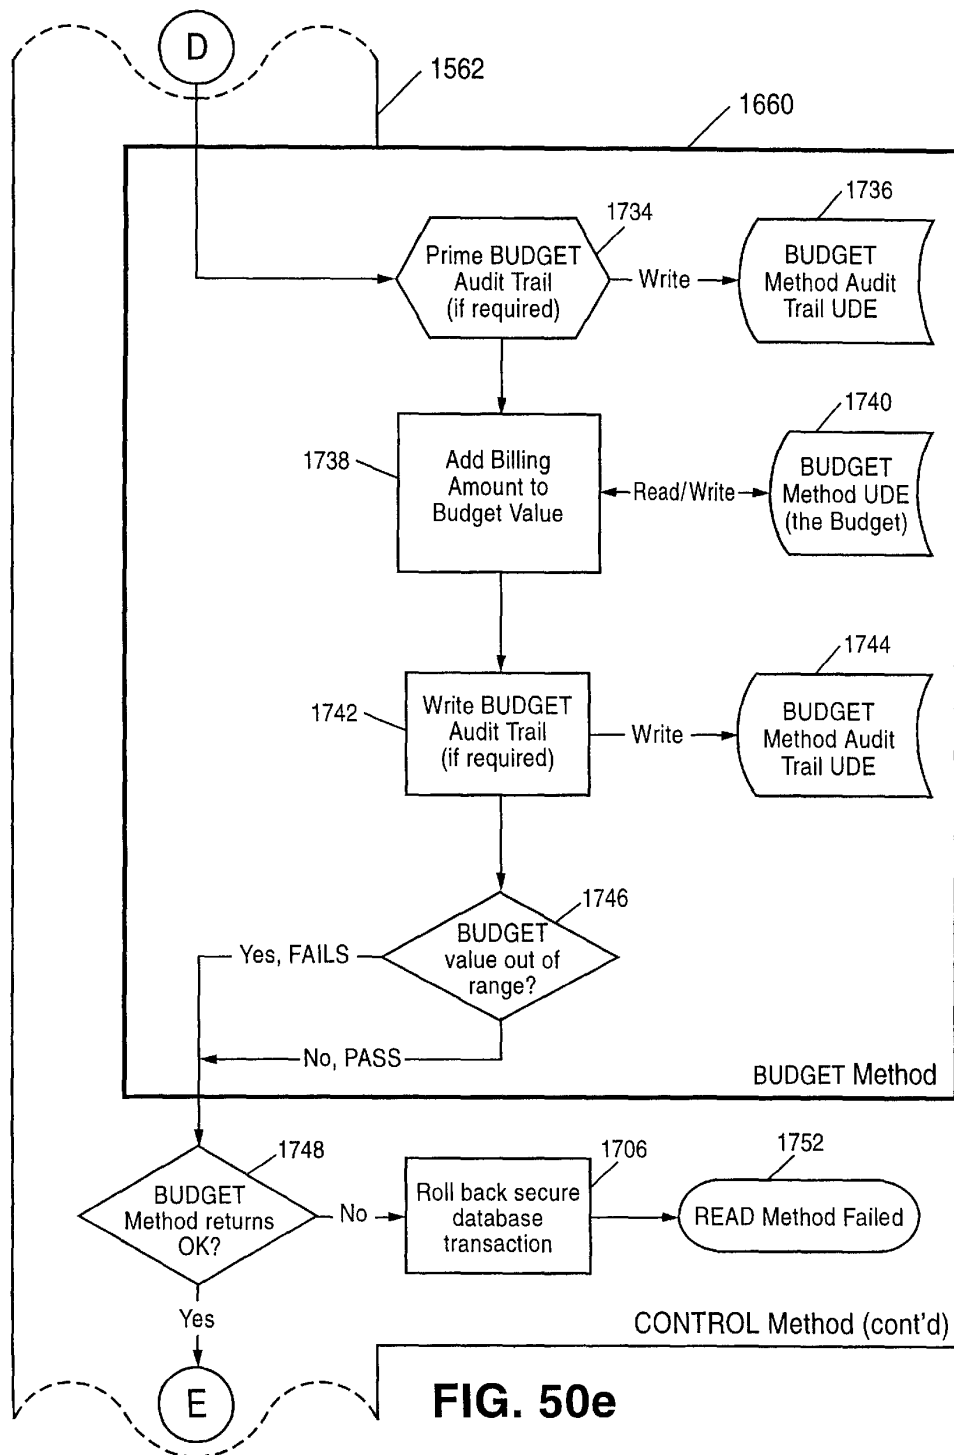 D
1562
1660
1734
Prime BUDGET
Audit Trail
(if required)
Write
1736
BUDGET
Method Audit
Trail UDE
1738
Add Billing
Amount to
Budget Value
Read/Write
1740
BUDGET
Method UDE
(the Budget)
1742
Write BUDGET
Audit Trail
(if required)
Write
1744
BUDGET
Method Audit
Trail UDE
1746
BUDGET
value out of
range?
Yes, FAILS
No, PASS
BUDGET Method
1748
BUDGET
Method returns
OK?
No
1706
Roll back secure
database
transaction
1752
READ Method Failed
Yes
CONTROL Method (cont'd)
E
FIG. 50e